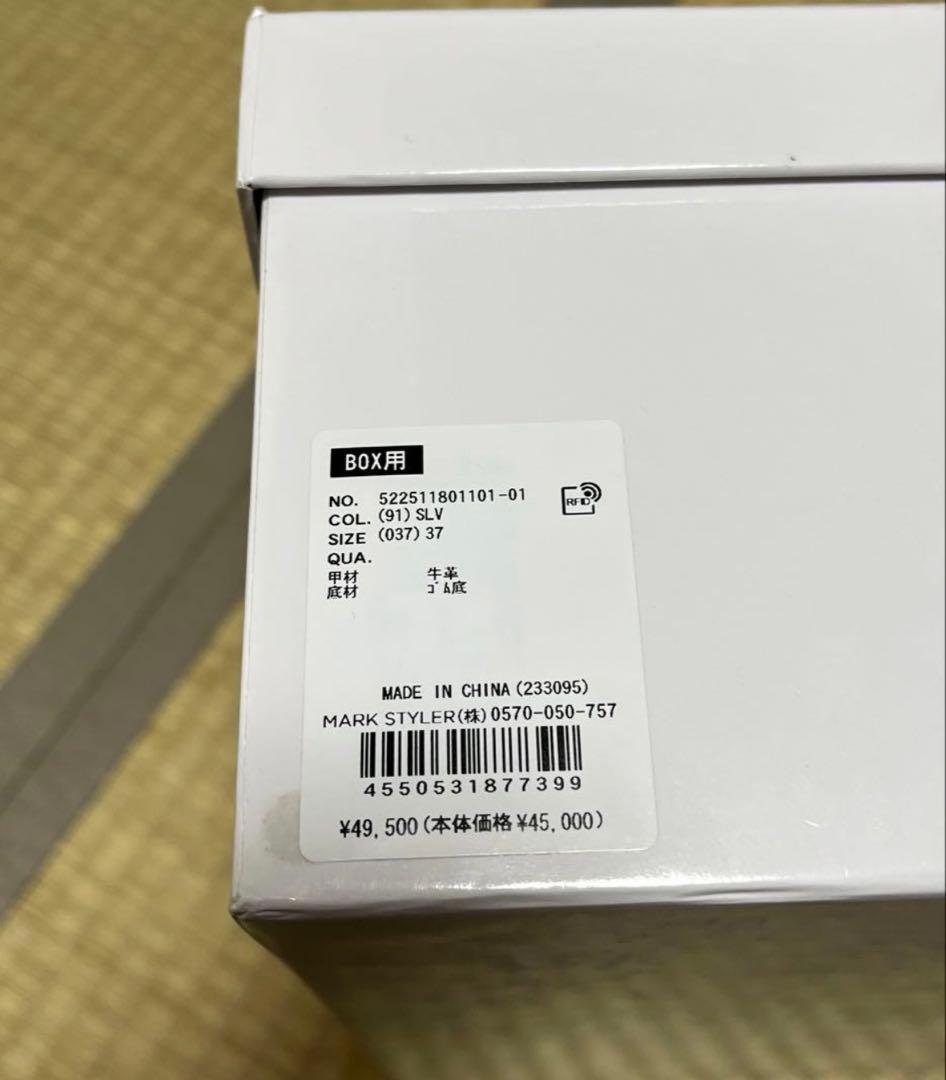 BOX用
NO. 522511801101-01
RFID
COL. (91) SLV
SIZE (037) 37
QUA.
甲材 牛革
底材 ゴム底
MADE IN CHINA (233095)
MARK STYLER(株) 0570-050-757
4550531877399
¥49,500(本体価格¥45,000)